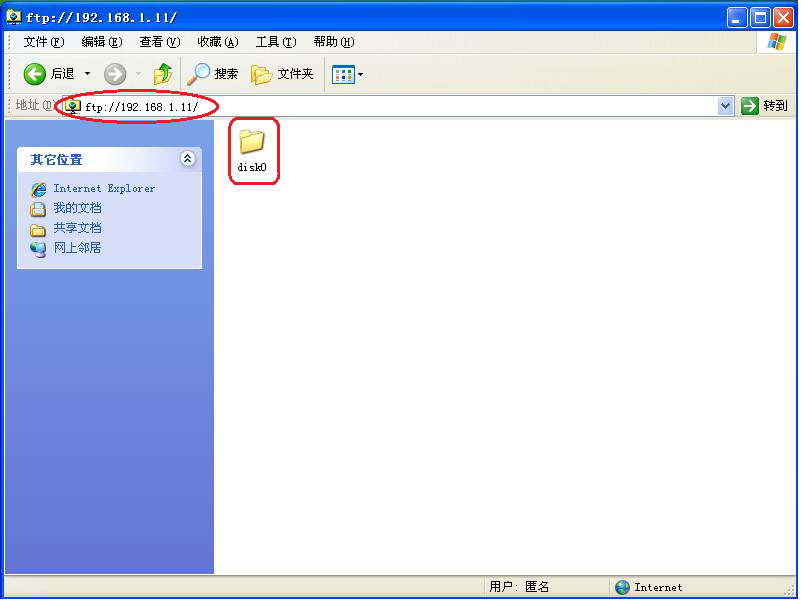 ftp://192.168.1.11/
文件(F) 编辑(E) 查看(V) 收藏(A) 工具(T) 帮助(H)
后退 搜索 文件夹
地址(D) ftp://192.168.1.11/ 转到
其它位置
disk0
Internet Explorer
我的文档
共享文档
网上邻居
用户: 匿名 Internet